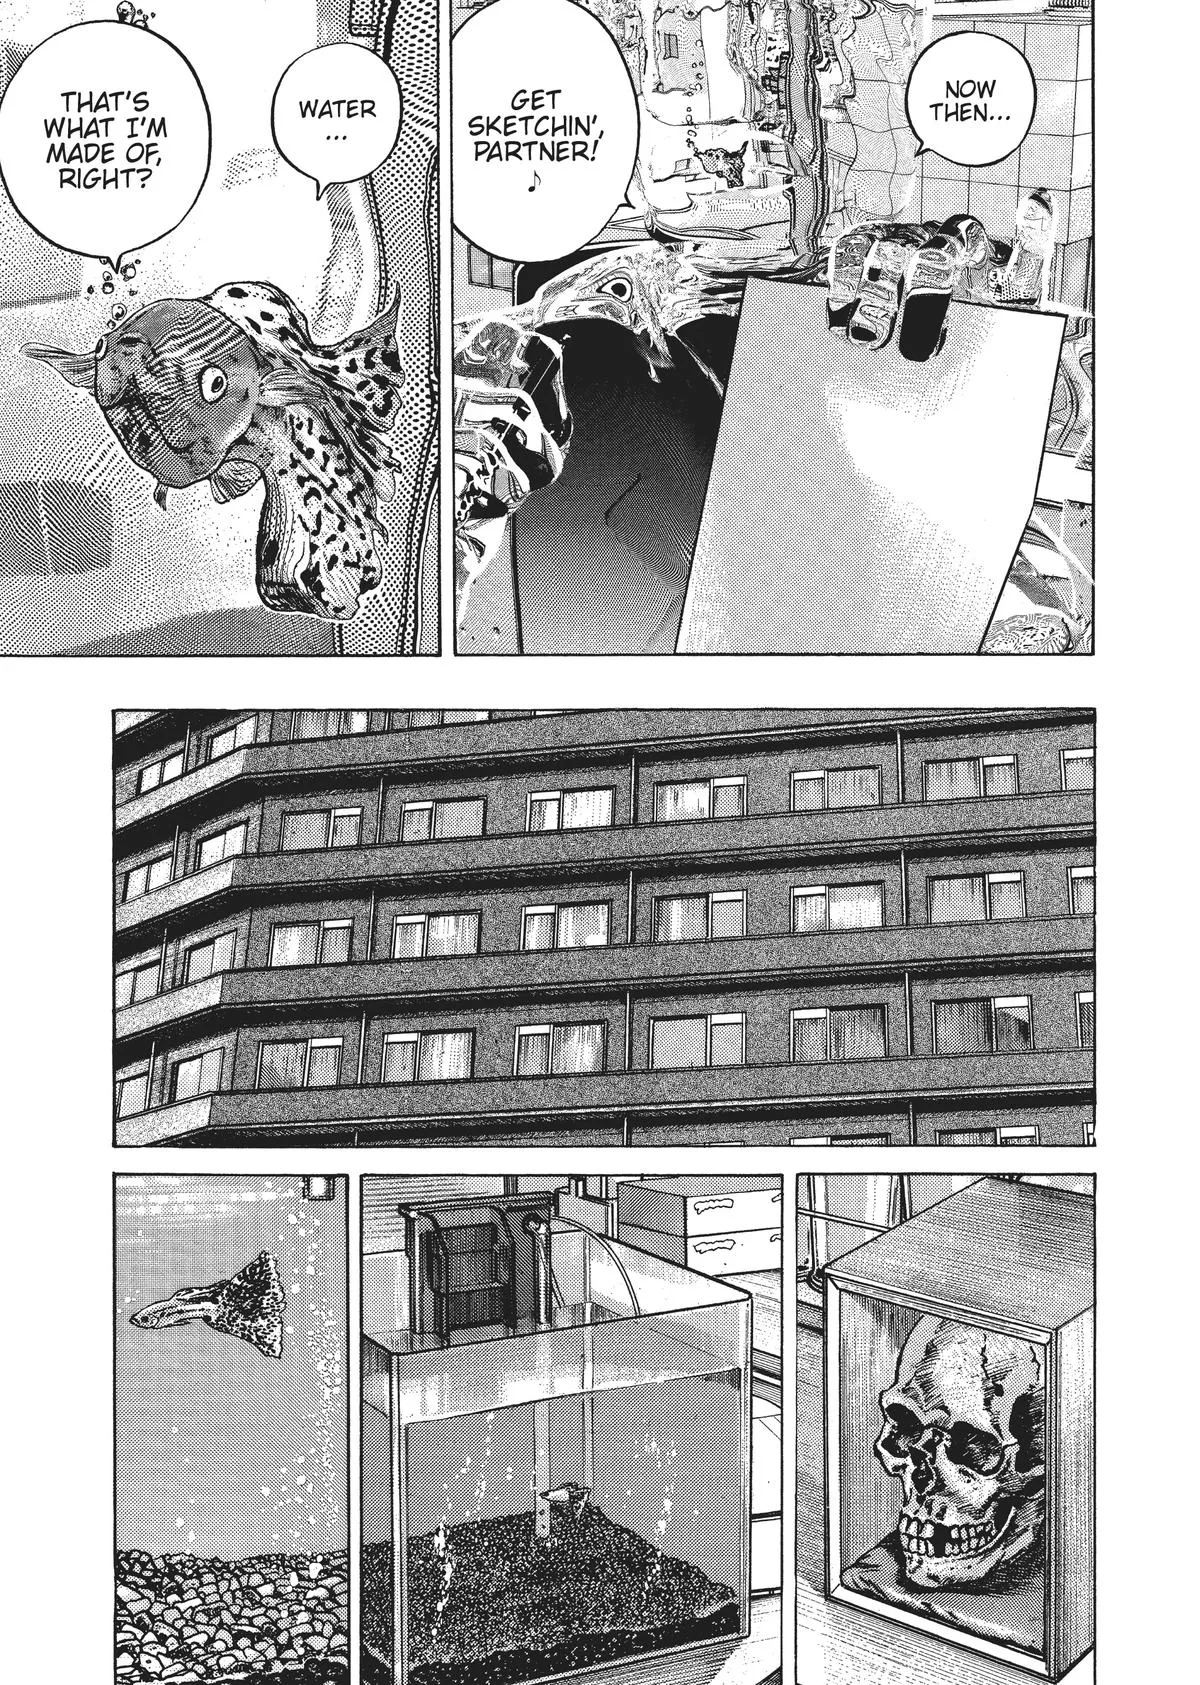 NOW
THEN...
GET
SKETCHIN',
PARTNER!
♪
WATER
...
THAT'S
WHAT I'M
MADE OF,
RIGHT?